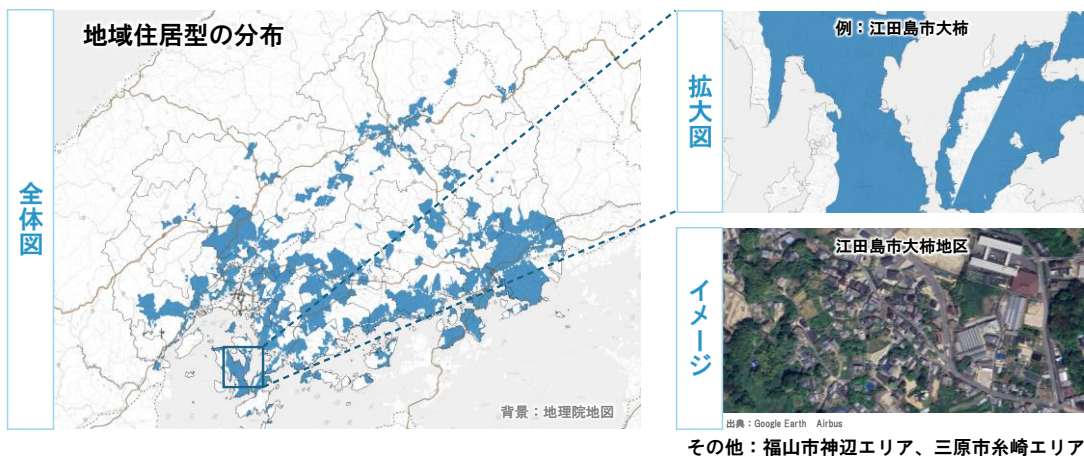 全体図
地域住居型の分布
背景：地理院地図
拡大図
例：江田島市大柿
イメージ
江田島市大柿地区
出典：Google Earth　Airbus
その他：福山市神辺エリア、三原市糸崎エリア